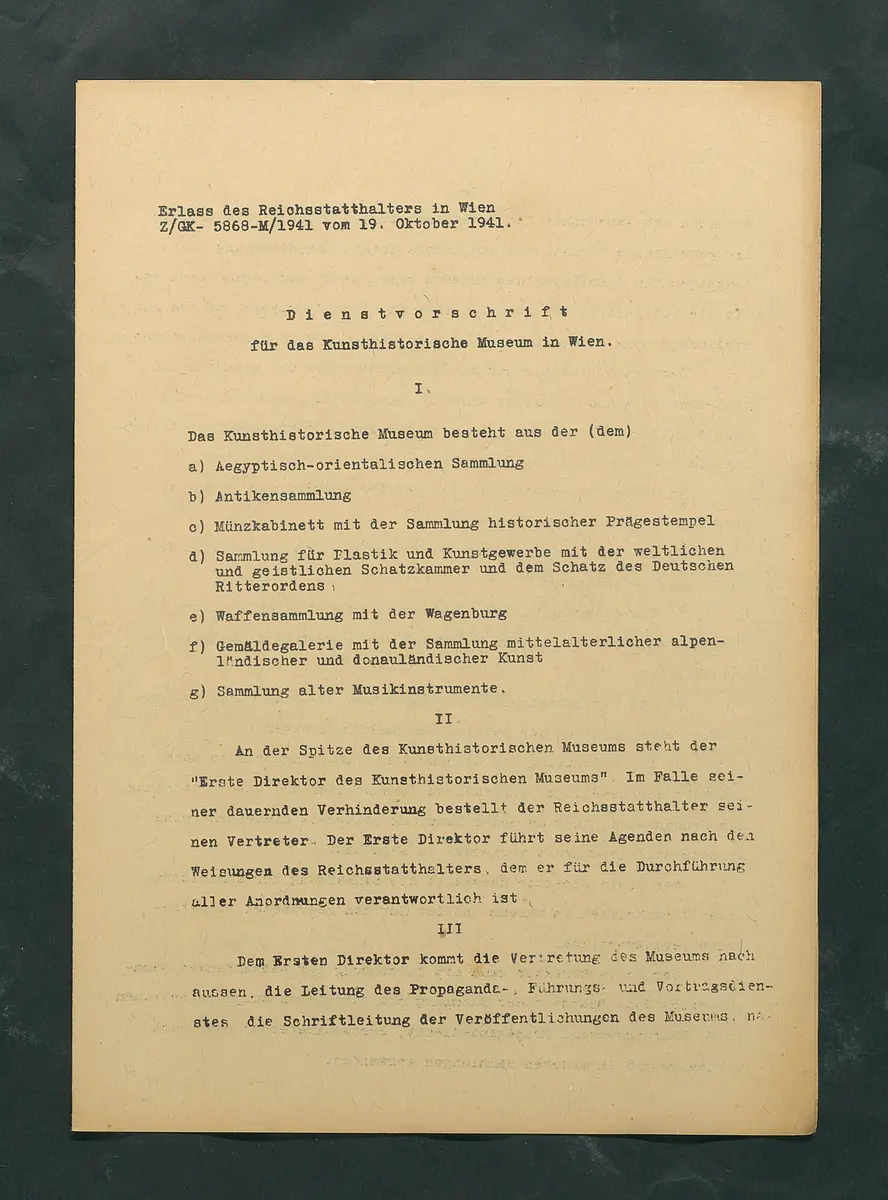 Erlass des Reichsstatthalters in Wien
Z/GK- 5868-M/1941 vom 19. Oktober 1941.
D i e n s t v o r s c h r i f t
für das Kunsthistorische Museum in Wien.
I.
Das Kunsthistorische Museum besteht aus der (dem)
a) Aegyptisch-orientalischen Sammlung
b) Antikensammlung
c) Münzkabinett mit der Sammlung historischer Prägestempel
d) Sammlung für Plastik und Kunstgewerbe mit der weltlichen
und geistlichen Schatzkammer und dem Schatz des Deutschen
Ritterordens,
e) Waffensammlung mit der Wagenburg
f) Gemäldegalerie mit der Sammlung mittelalterlicher alpen-
ländischer und donauländischer Kunst
g) Sammlung alter Musikinstrumente.
II.
An der Spitze des Kunsthistorischen Museums steht der
"Erste Direktor des Kunsthistorischen Museums". Im Falle sei-
ner dauernden Verhinderung bestellt der Reichsstatthalter sei-
nen Vertreter. Der Erste Direktor führt seine Agenden nach den
Weisungen des Reichsstatthalters, dem er für die Durchführung
aller Anordnungen verantwortlich ist.
III
Dem Ersten Direktor kommt die Vertretung des Museums nach
aussen, die Leitung des Propaganda-, Führungs- und Vortragsdien-
stes die Schriftleitung der Veröffentlichungen des Museums,